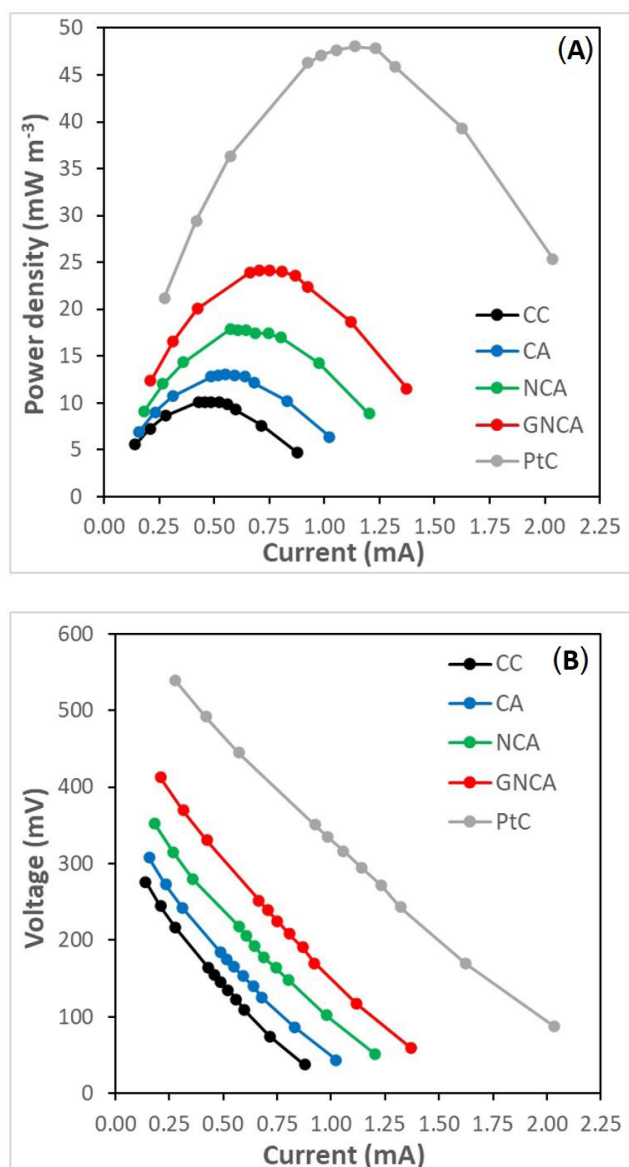 (A)
Power density (mW m⁻³)
50
45
40
35
30
25
20
15
10
5
0
CC
CA
NCA
GNCA
PtC
0.00 0.25 0.50 0.75 1.00 1.25 1.50 1.75 2.00 2.25
Current (mA)
(B)
Voltage (mV)
600
500
400
300
200
100
0
CC
CA
NCA
GNCA
PtC
0.00 0.25 0.50 0.75 1.00 1.25 1.50 1.75 2.00 2.25
Current (mA)